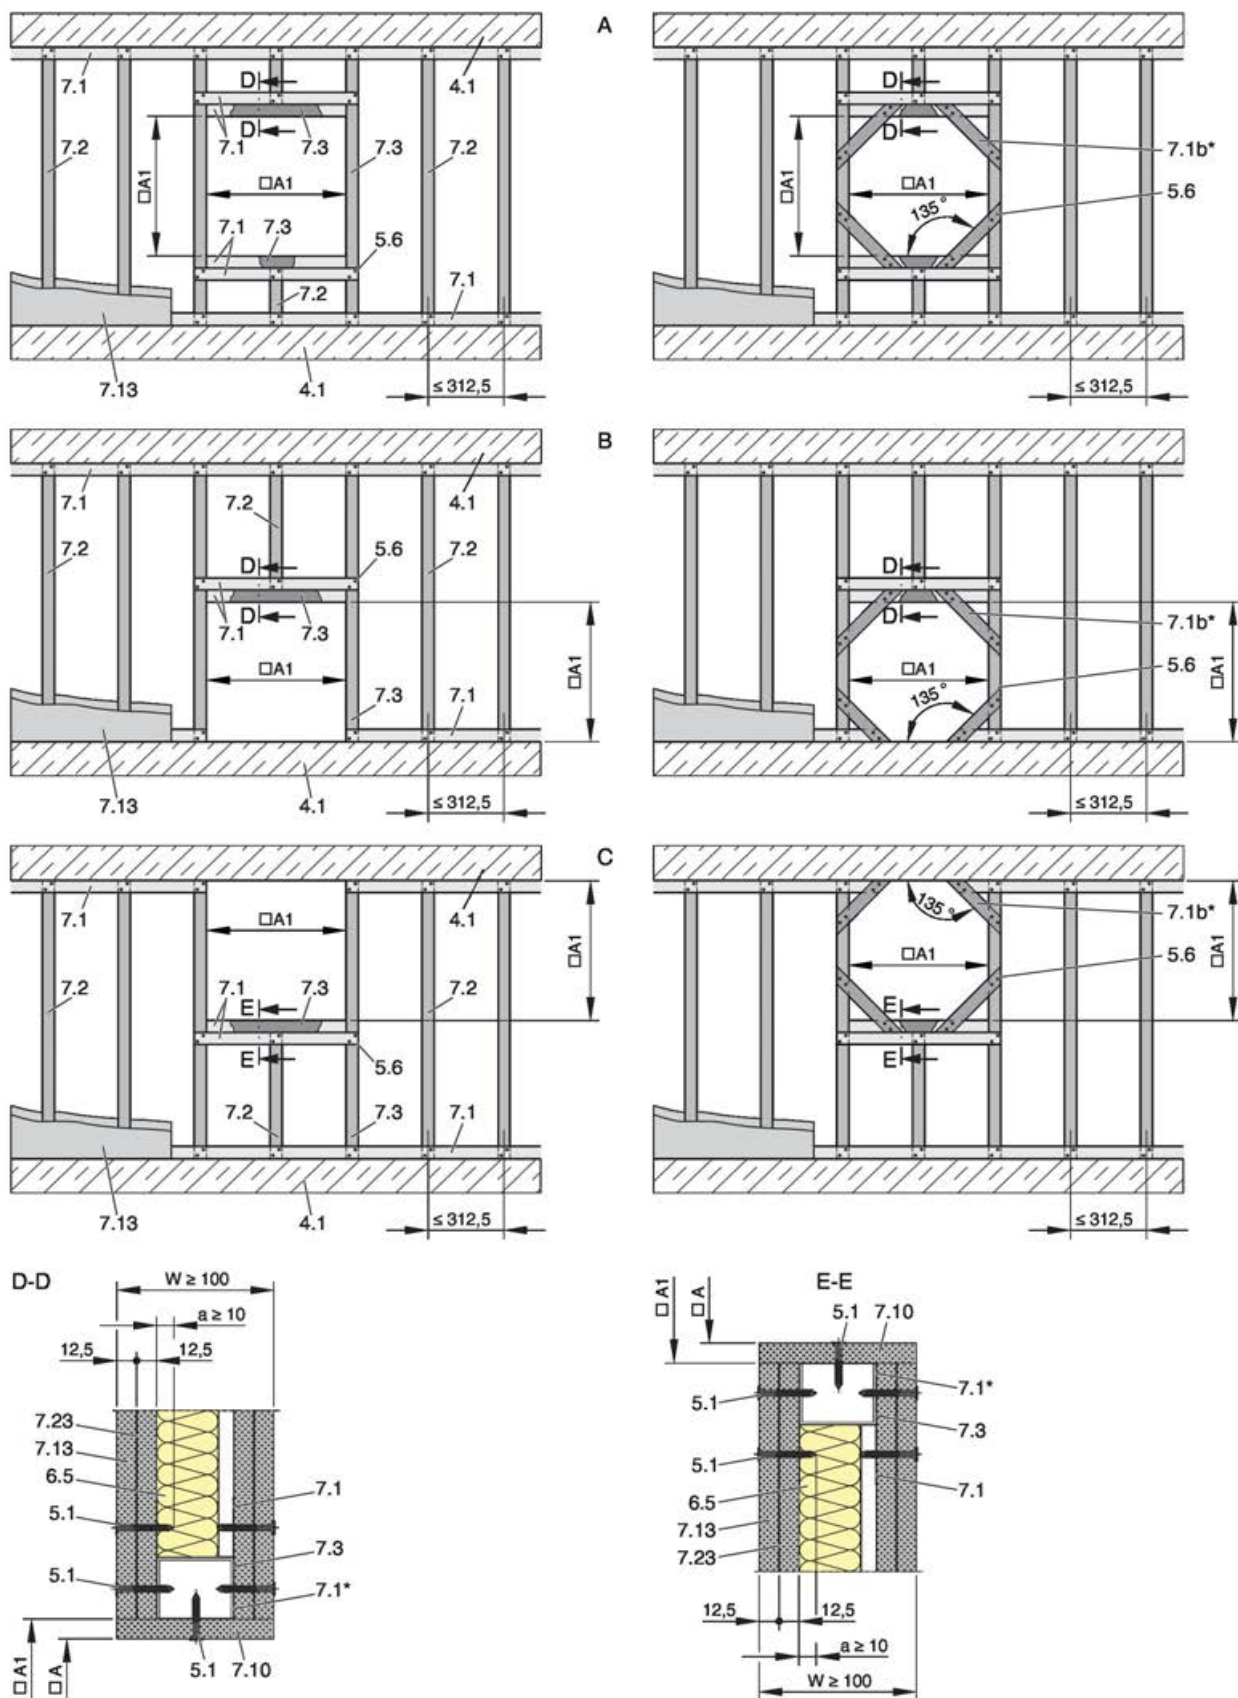 A
7.1
D
4.1
D
7.1
7.3
7.2
7.3
7.2
□A1
□A1
7.1
7.3
5.6
7.2
7.1
7.13
4.1
≤ 312,5
D
D
7.1b*
□A1
□A1
5.6
135°
≤ 312,5
B
7.1
4.1
7.2
7.2
5.6
7.2
D
D
7.1
7.3
□A1
□A1
7.3
7.1
7.13
4.1
≤ 312,5
D
D
7.1b*
5.6
□A1
□A1
135°
≤ 312,5
C
7.1
□A1
4.1
□A1
7.2
7.1
7.3
7.2
E
E
5.6
7.2
7.3
7.1
7.13
4.1
≤ 312,5
135°
7.1b*
□A1
□A1
5.6
E
E
≤ 312,5
D-D
W ≥ 100
a ≥ 10
12,5
12,5
7.23
7.13
6.5
7.1
5.1
7.3
5.1
7.1*
5.1
7.10
□A1
□A
E-E
□A1
□A
5.1
7.10
7.1*
5.1
7.3
5.1
7.1
6.5
7.13
7.23
12,5
12,5
a ≥ 10
W ≥ 100